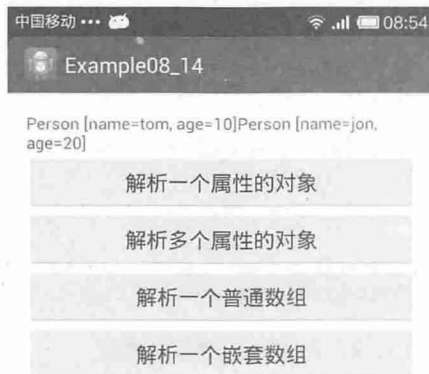 中国移动 ••• 08:54
Example08_14
Person [name=tom, age=10]Person [name=jon,
age=20]
解析一个属性的对象
解析多个属性的对象
解析一个普通数组
解析一个嵌套数组